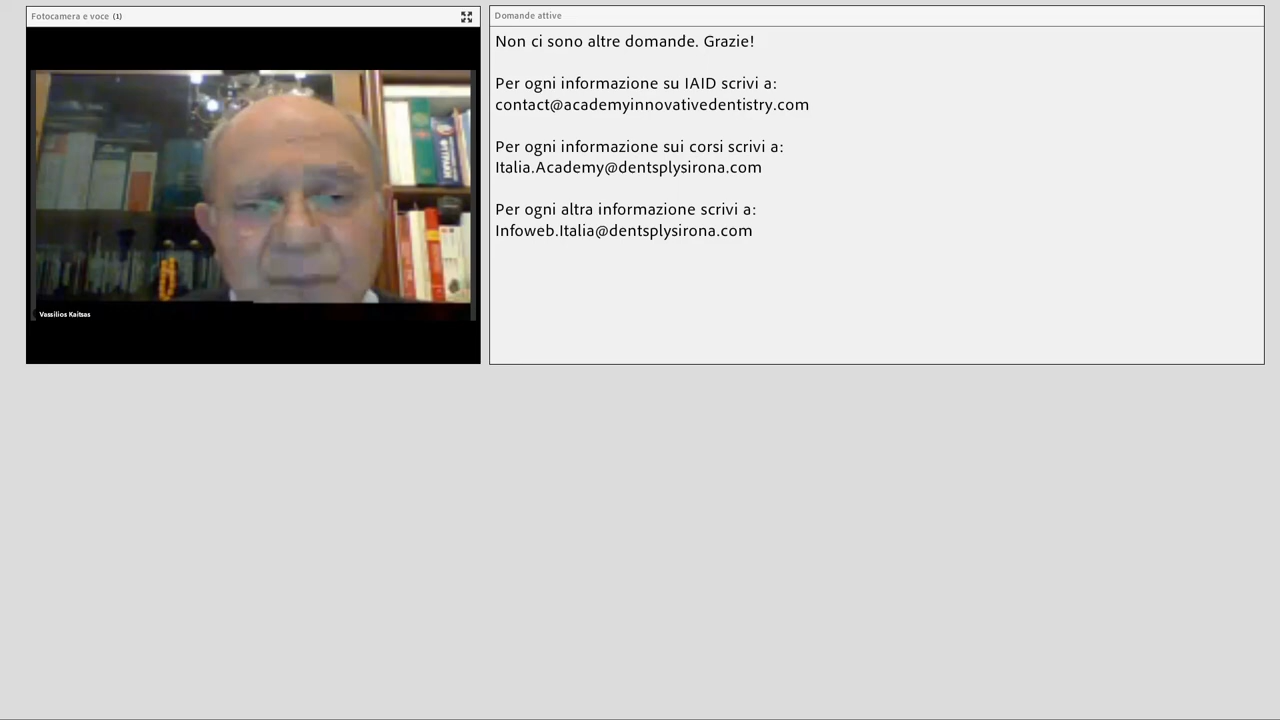 Fotocamera e voce (1)
Vassilios Kaitsas
Domande attive
Non ci sono altre domande. Grazie!
Per ogni informazione su IAID scrivi a:
contact@academyinnovativedentistry.com
Per ogni informazione sui corsi scrivi a:
Italia.Academy@dentsplysirona.com
Per ogni altra informazione scrivi a:
Infoweb.Italia@dentsplysirona.com